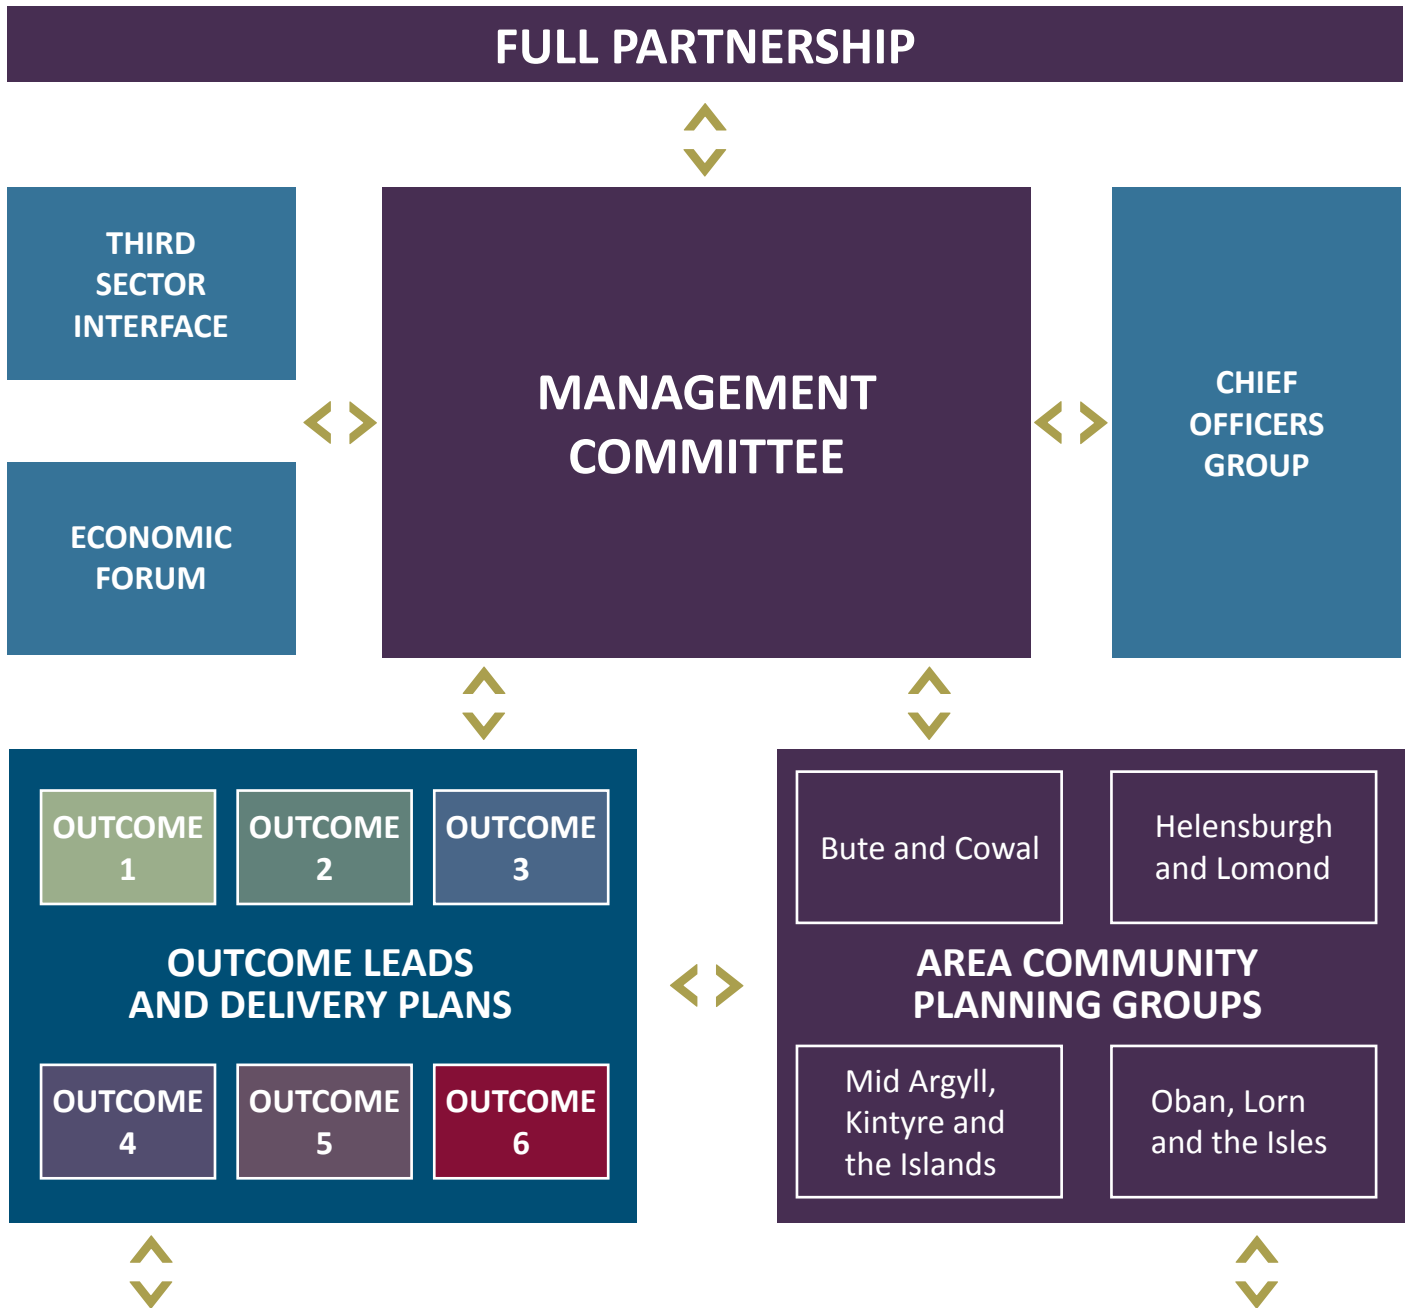 FULL PARTNERSHIP
THIRD
SECTOR
INTERFACE
ECONOMIC
FORUM
MANAGEMENT
COMMITTEE
CHIEF
OFFICERS
GROUP
OUTCOME
1
OUTCOME
2
OUTCOME
3
OUTCOME LEADS
AND DELIVERY PLANS
OUTCOME
4
OUTCOME
5
OUTCOME
6
Bute and Cowal
Helensburgh
and Lomond
AREA COMMUNITY
PLANNING GROUPS
Mid Argyll,
Kintyre and
the Islands
Oban, Lorn
and the Isles